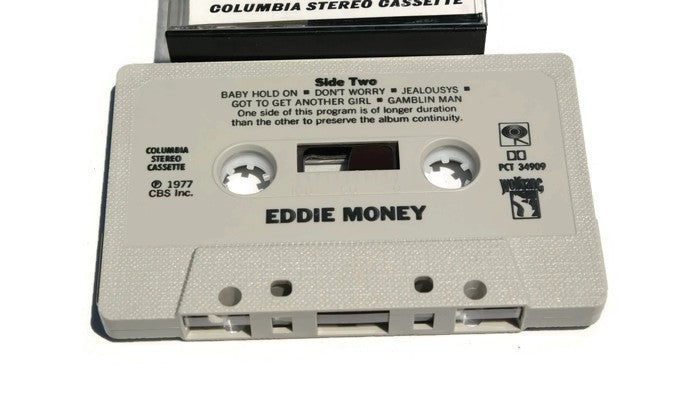 COLUMBIA STEREO CASSETTE
Side Two
BABY HOLD ON ■ DON'T WORRY ■ JEALOUSYS ■
GOT TO GET ANOTHER GIRL ■ GAMBLIN MAN
One side of this program is of longer duration
than the other to preserve the album continuity.
COLUMBIA
STEREO
CASSETTE
℗ 1977
CBS Inc.
PCT 34909
wolfgang
EDDIE MONEY